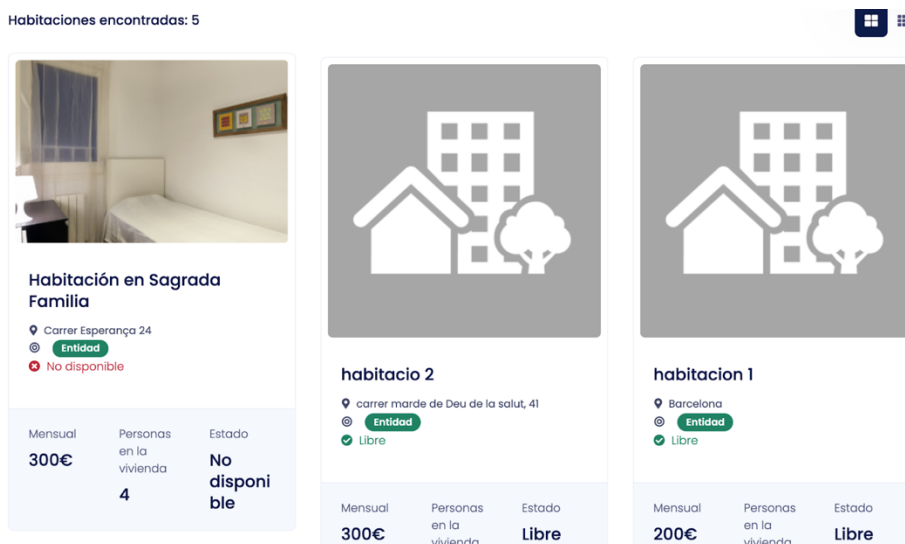 Habitaciones encontradas: 5
Habitación en Sagrada
Familia
Carrer Esperança 24
Entidad
No disponible
Mensual
300€
Personas
en la
vivienda
4
Estado
No
disponi
ble
habitacio 2
carrer marde de Deu de la salut, 41
Entidad
Libre
Mensual
300€
Personas
en la
vivienda
Estado
Libre
habitacion 1
Barcelona
Entidad
Libre
Mensual
200€
Personas
en la
vivienda
Estado
Libre